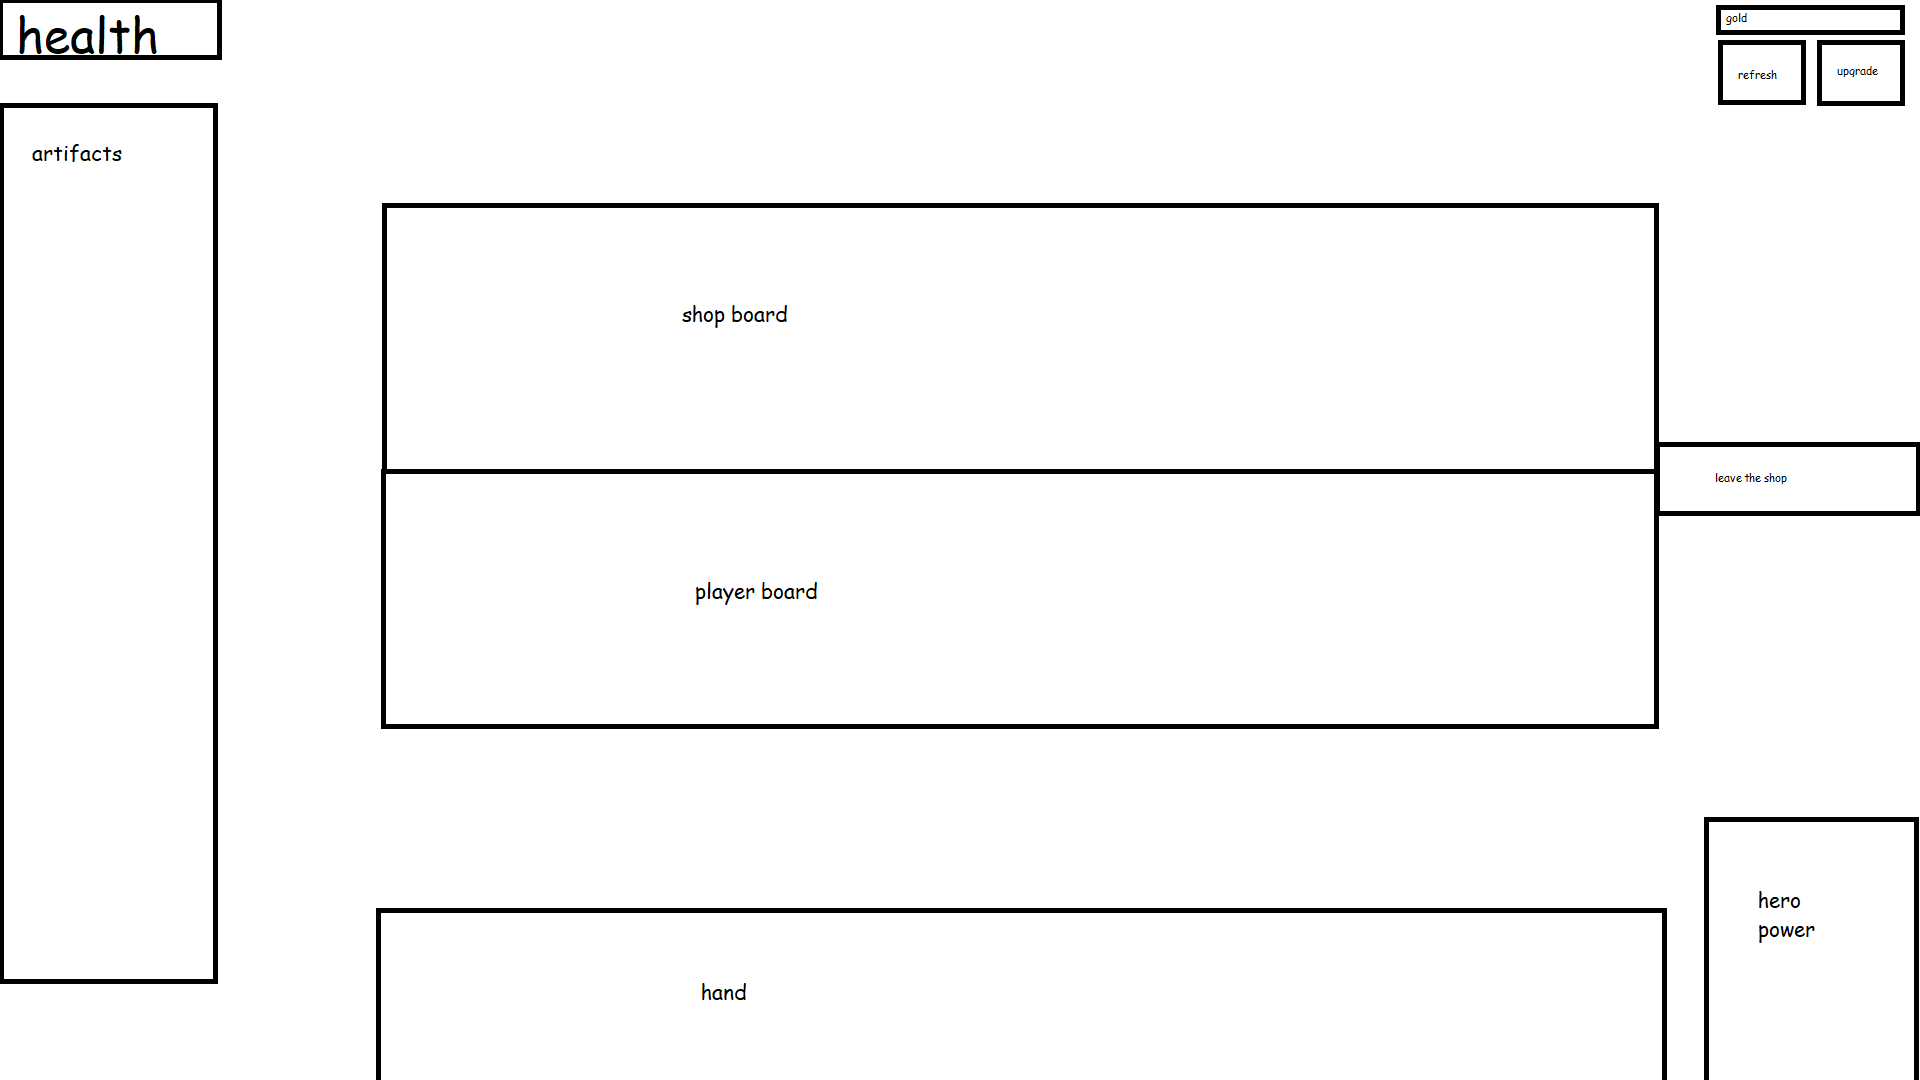 health
gold
refresh
upgrade
artifacts
shop board
leave the shop
player board
hero
power
hand